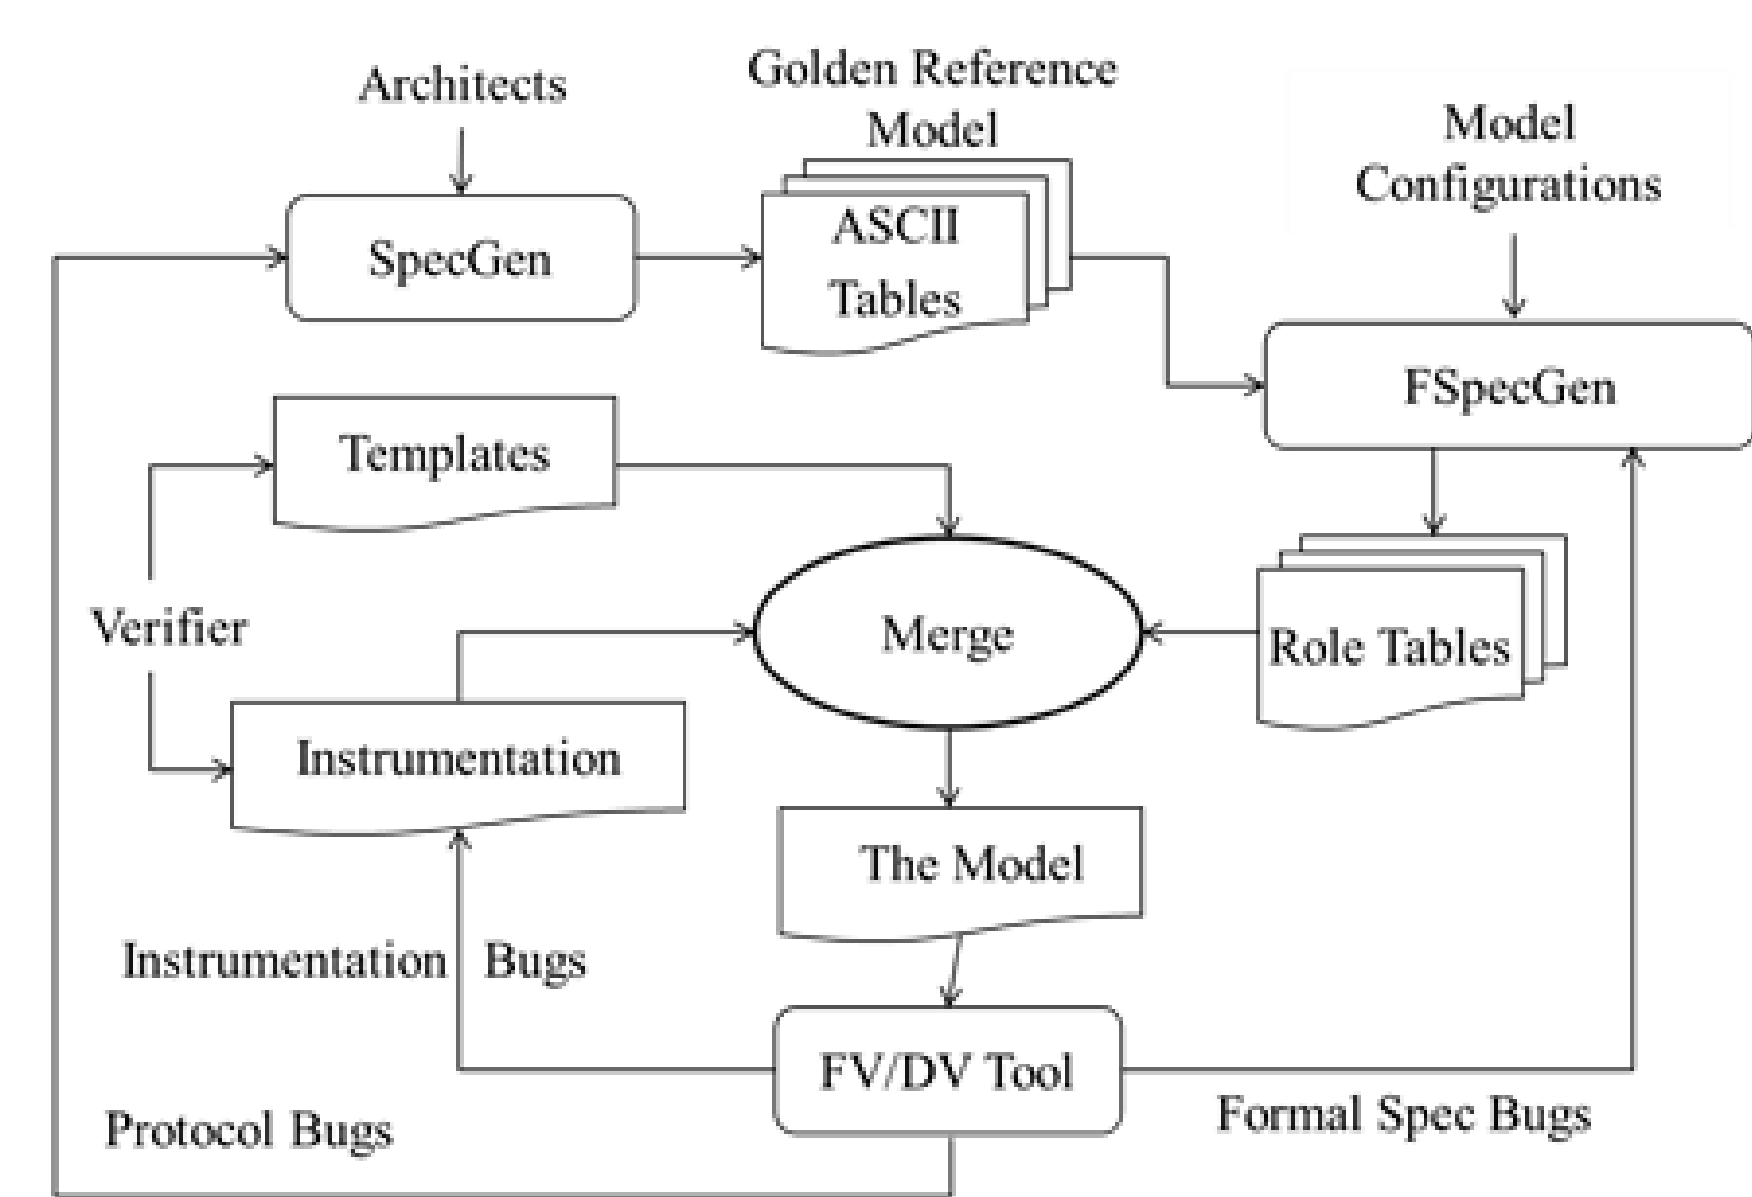 Architects
Golden Reference
Model
Model
Configurations
SpecGen
ASCII
Tables
FSpecGen
Templates
Verifier
Merge
Role Tables
Instrumentation
The Model
Instrumentation Bugs
FV/DV Tool
Protocol Bugs
Formal Spec Bugs